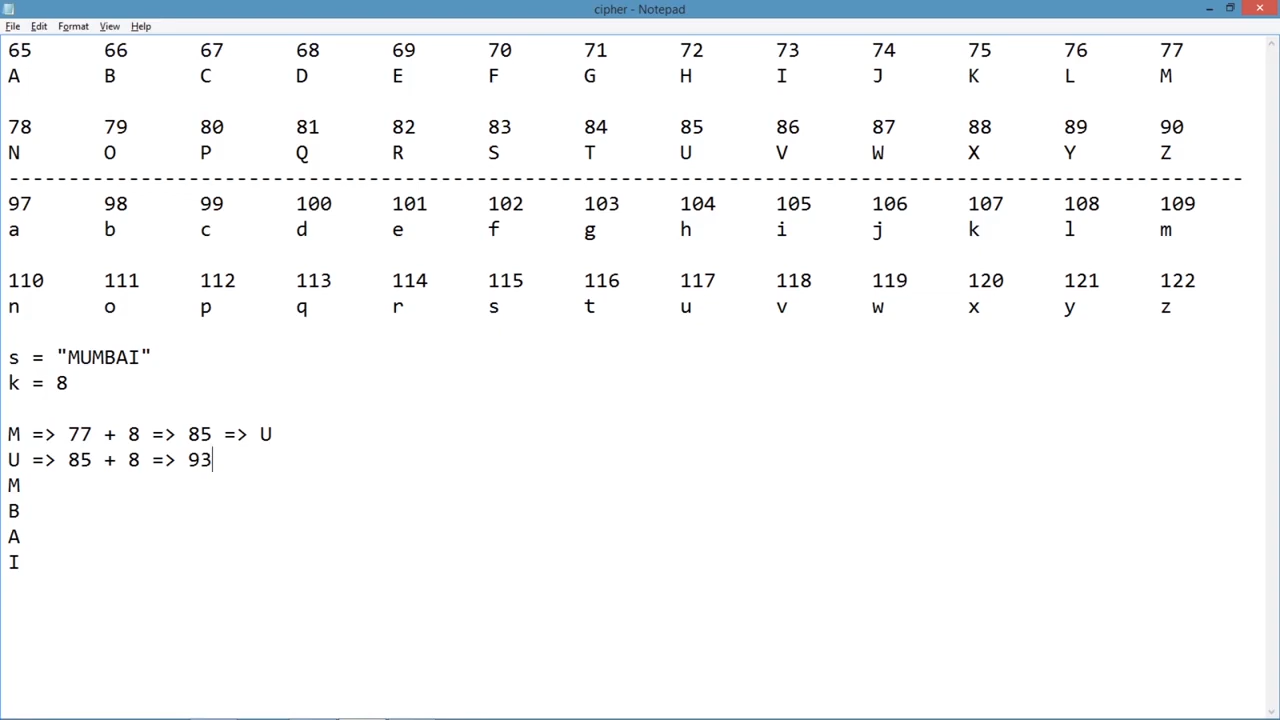 cipher - Notepad
File Edit Format View Help
65 66 67 68 69 70 71 72 73 74 75 76 77
A B C D E F G H I J K L M
78 79 80 81 82 83 84 85 86 87 88 89 90
N O P Q R S T U V W X Y Z
--------------------------------------------------------------------------------------------------------
97 98 99 100 101 102 103 104 105 106 107 108 109
a b c d e f g h i j k l m
110 111 112 113 114 115 116 117 118 119 120 121 122
n o p q r s t u v w x y z
s = "MUMBAI"
k = 8
M => 77 + 8 => 85 => U
U => 85 + 8 => 93
M
B
A
I